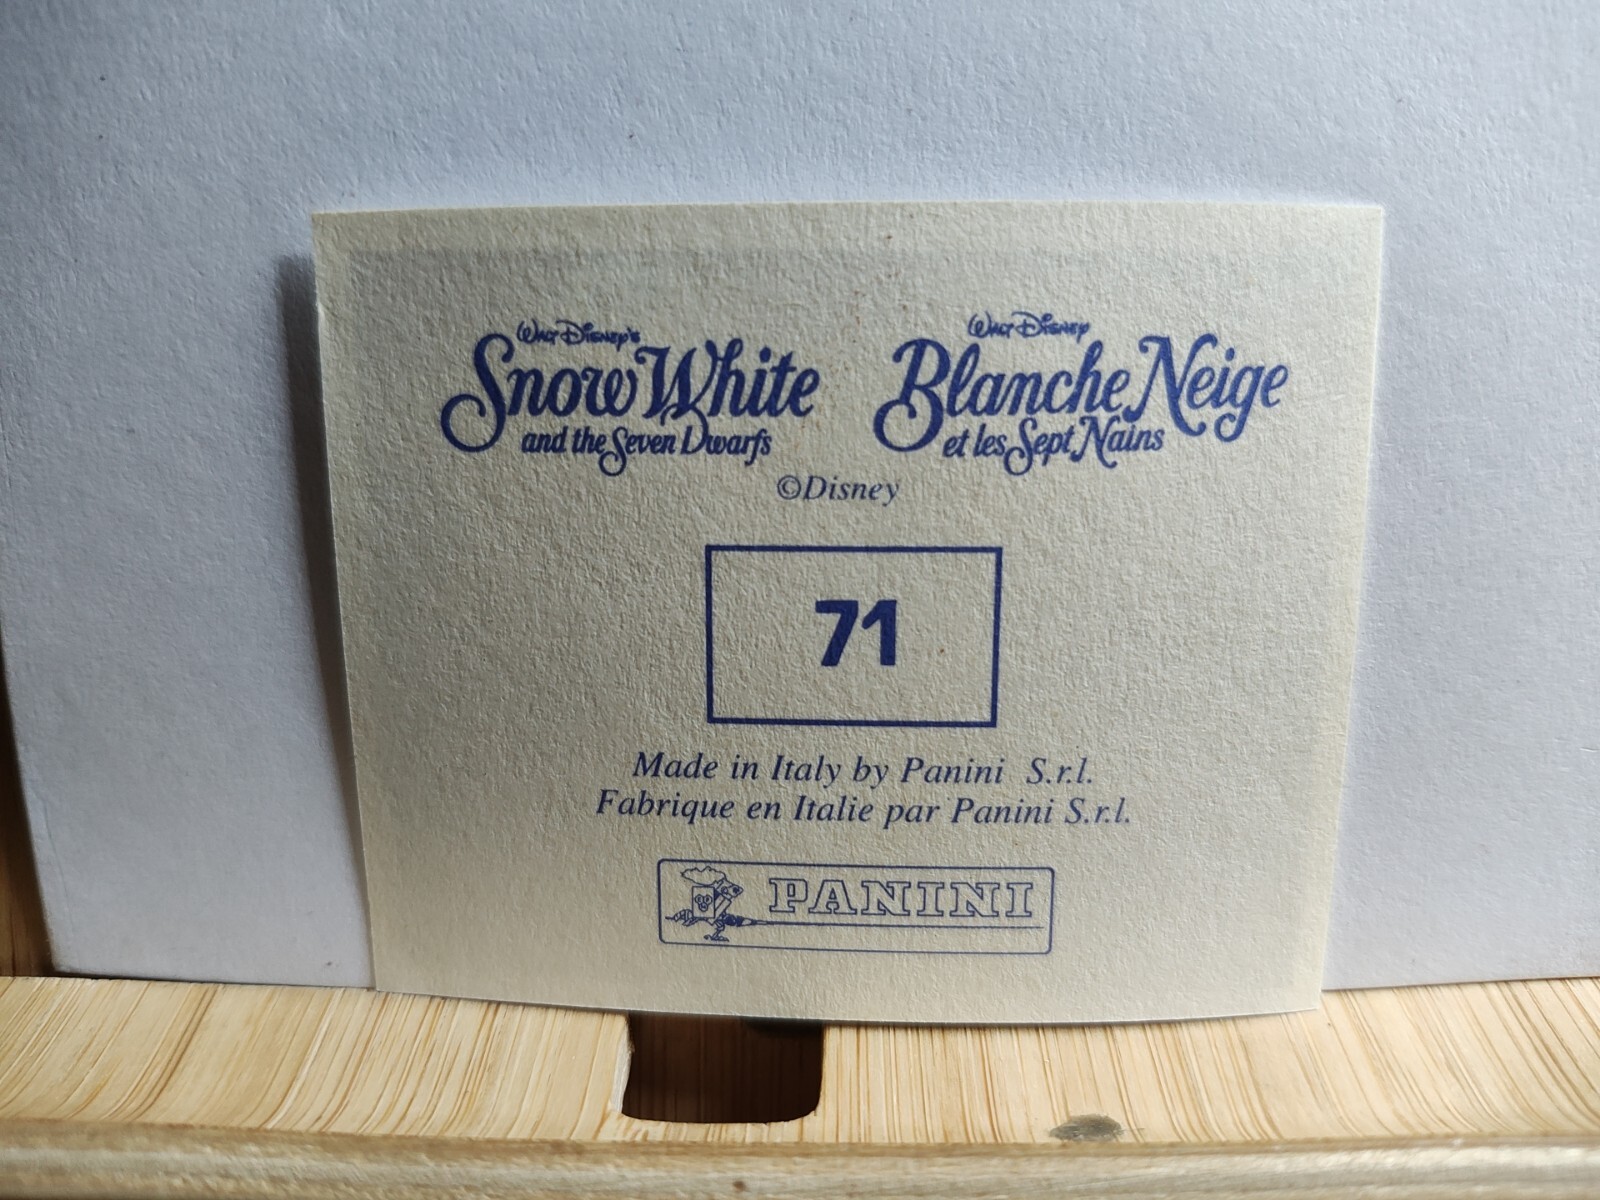 Walt Disney's
Snow White
and the Seven Dwarfs
Walt Disney
Blanche Neige
et les Sept Nains
©Disney
71
Made in Italy by Panini S.r.l.
Fabrique en Italie par Panini S.r.l.
PANINI